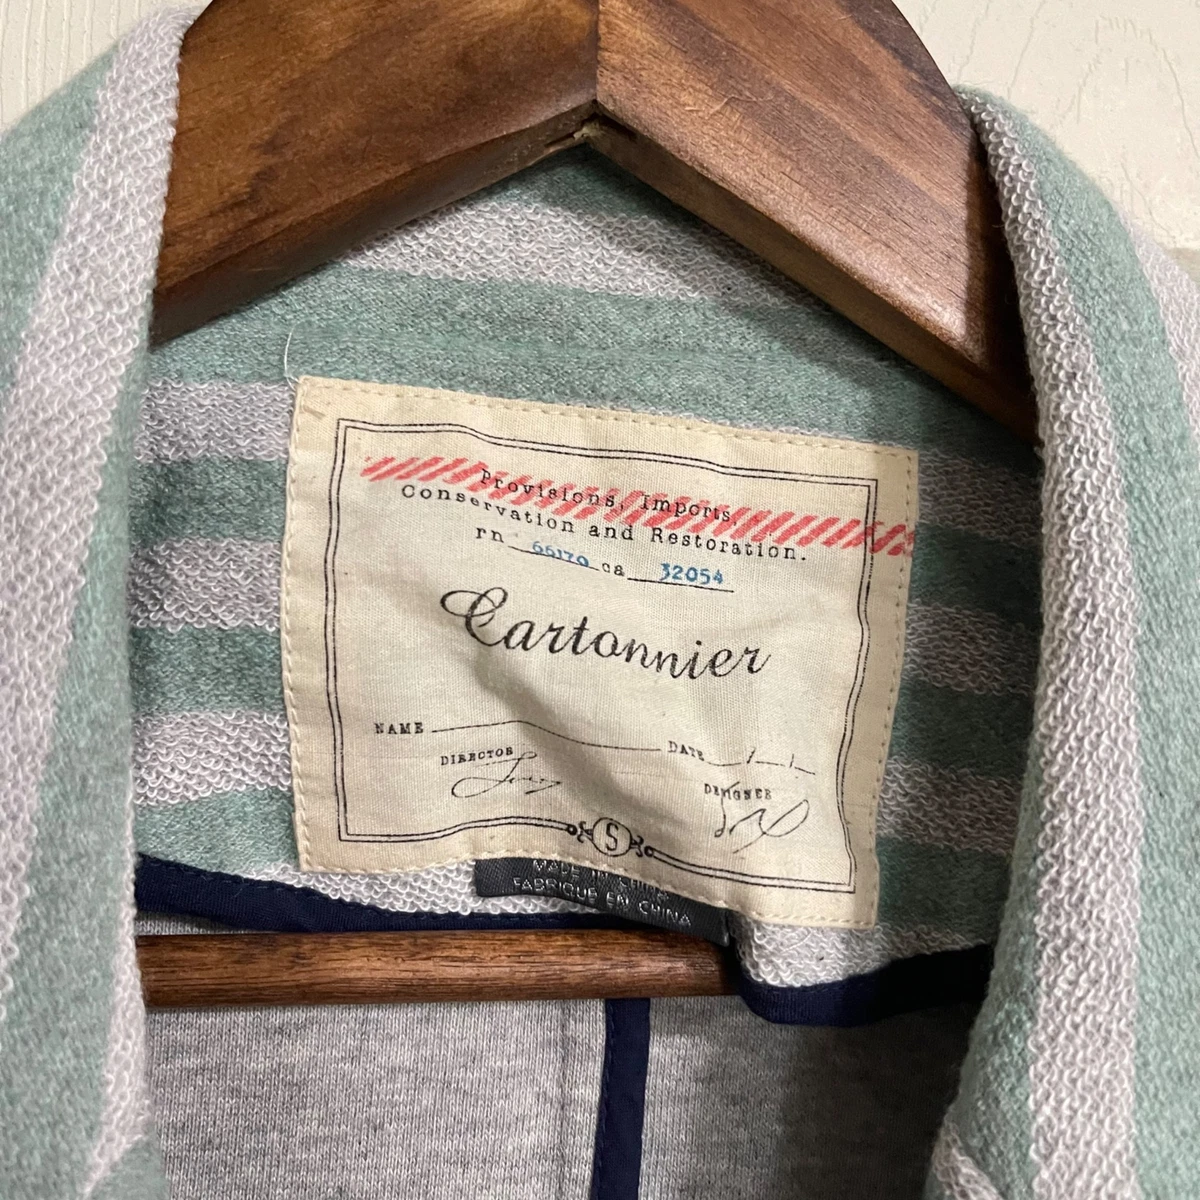 Provisions, Imports,
Conservation and Restoration.
rn 66170 ca 32054
Cartonnier
NAME DATE
DIRECTOR
DESIGNER
S
MADE IN CHINA
FABRIQUÉ EN CHINA